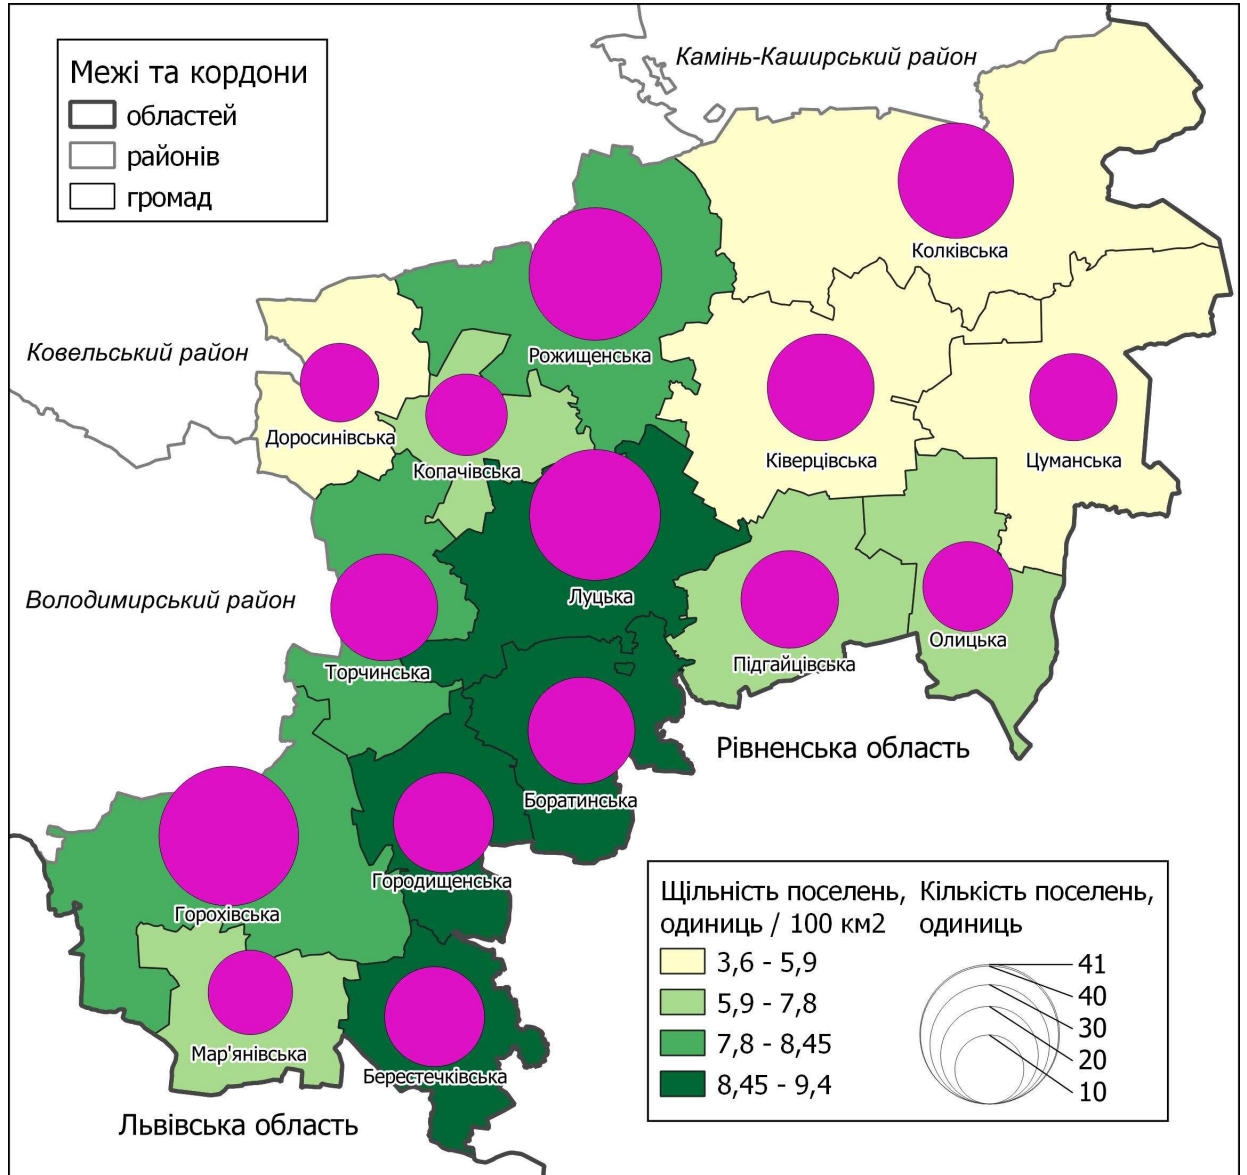 Межі та кордони
областей
районів
громад
Камінь-Каширський район
Колківська
Ковельський район
Рожищенська
Доросинівська
Копачівська
Ківерцівська
Цуманська
Володимирський район
Луцька
Торчинська
Підгайцівська
Олицька
Рівненська область
Боратинська
Городищенська
Горохівська
Мар'янівська
Берестечківська
Львівська область
Щільність поселень,
одиниць / 100 км2
3,6 - 5,9
5,9 - 7,8
7,8 - 8,45
8,45 - 9,4
Кількість поселень,
одиниць
41
40
30
20
10